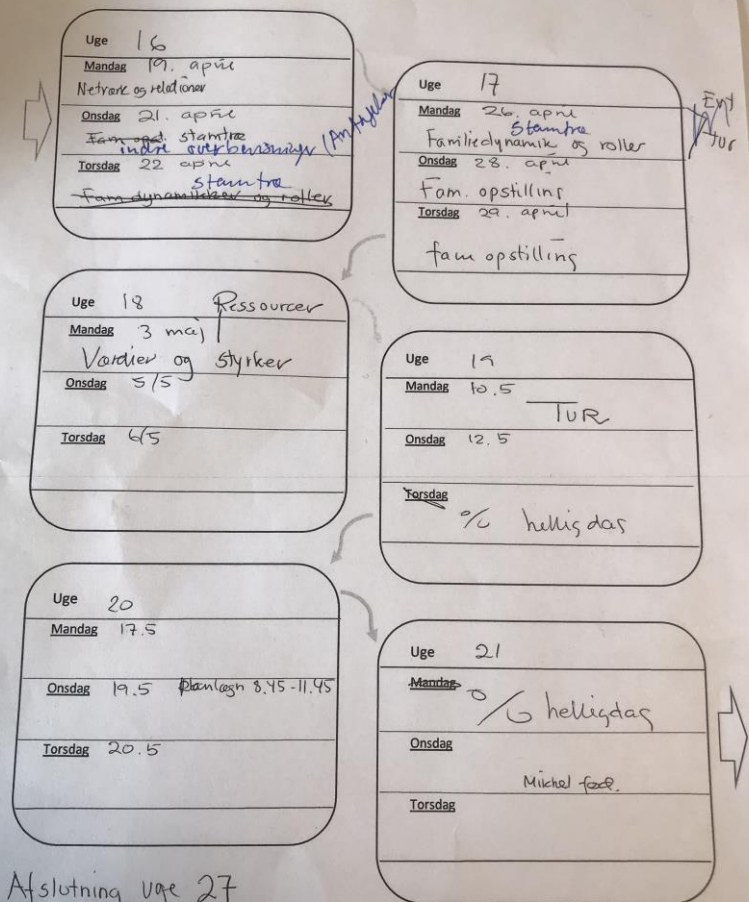 Uge 16
Mandag 19. april
Netværk og relationer
Onsdag 21. april
Fam opst. stamtræ
indre overbevisninger
Torsdag 22 april
stamtræ
Fam dynamikker og roller
Uge 17
Mandag 26. april
Stamtræ
Familiedynamik og roller
Onsdag 28. april
Fam. opstilling
Torsdag 29. april
fam opstilling
tur
Uge 18 Ressourcer
Mandag 3 maj
Værdier og styrker
Onsdag 5/5
Torsdag 6/5
Uge 19
Mandag 10.5
TUR
Onsdag 12.5
Torsdag
% helligdag
Uge 20
Mandag 17.5
Onsdag 19.5 Planlægn 8.45-11.45
Torsdag 20.5
Uge 21
Mandag
% helligdag
Onsdag
Mikkel fød.
Torsdag
Afslutning uge 27